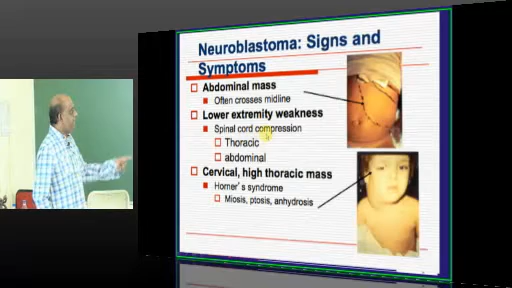 Neuroblastoma: Signs and
Symptoms
Abdominal mass
Often crosses midline
Lower extremity weakness
Spinal cord compression
Thoracic
abdominal
Cervical, high thoracic mass
Horner's syndrome
Miosis, ptosis, anhydrosis